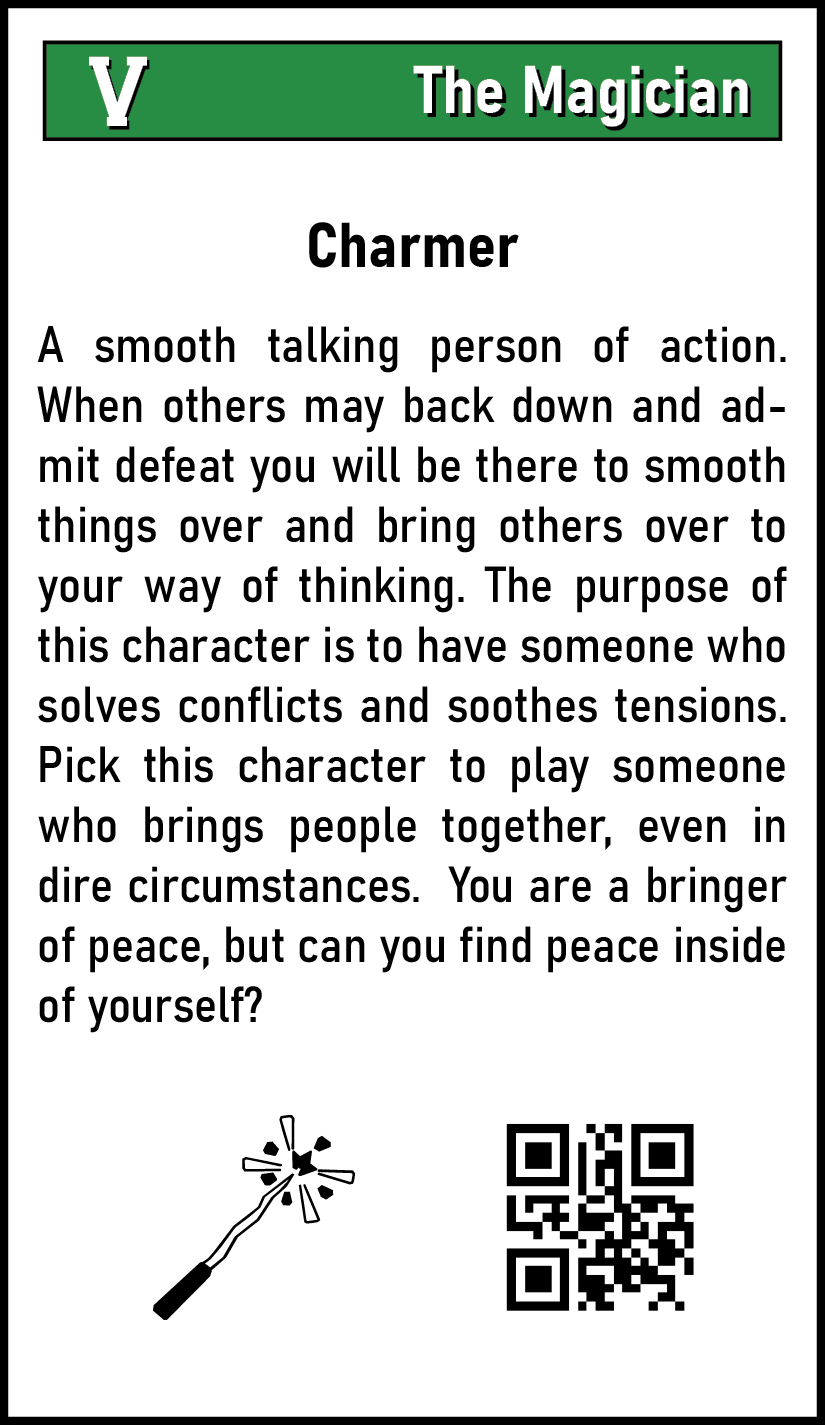 V The Magician
Charmer
A smooth talking person of action.
When others may back down and ad-
mit defeat you will be there to smooth
things over and bring others over to
your way of thinking. The purpose of
this character is to have someone who
solves conflicts and soothes tensions.
Pick this character to play someone
who brings people together, even in
dire circumstances.  You are a bringer
of peace, but can you find peace inside
of yourself?